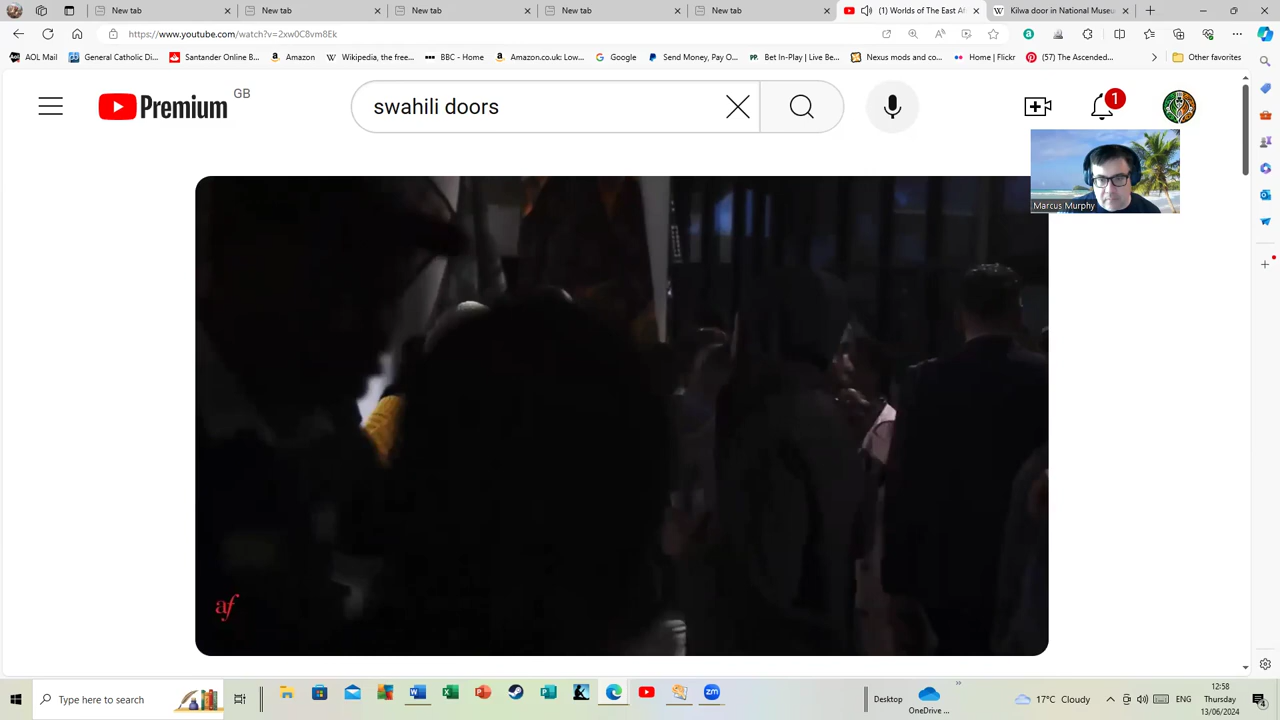 New tab
New tab
New tab
New tab
New tab
(1) Worlds of The East Af
Kilwa door in National Museu
https://www.youtube.com/watch?v=2xw0C8vm8Ek
AOL Mail
General Catholic Di...
Santander Online B...
Amazon
Wikipedia, the free...
BBC - Home
Amazon.co.uk: Low...
Google
Send Money, Pay O...
Bet In-Play | Live Be...
Nexus mods and co...
Home | Flickr
(57) The Ascended...
Other favorites
Premium
GB
swahili doors
1
Marcus Murphy
af
Type here to search
Desktop
OneDrive ...
17°C Cloudy
ENG
12:58
Thursday
13/06/2024
4